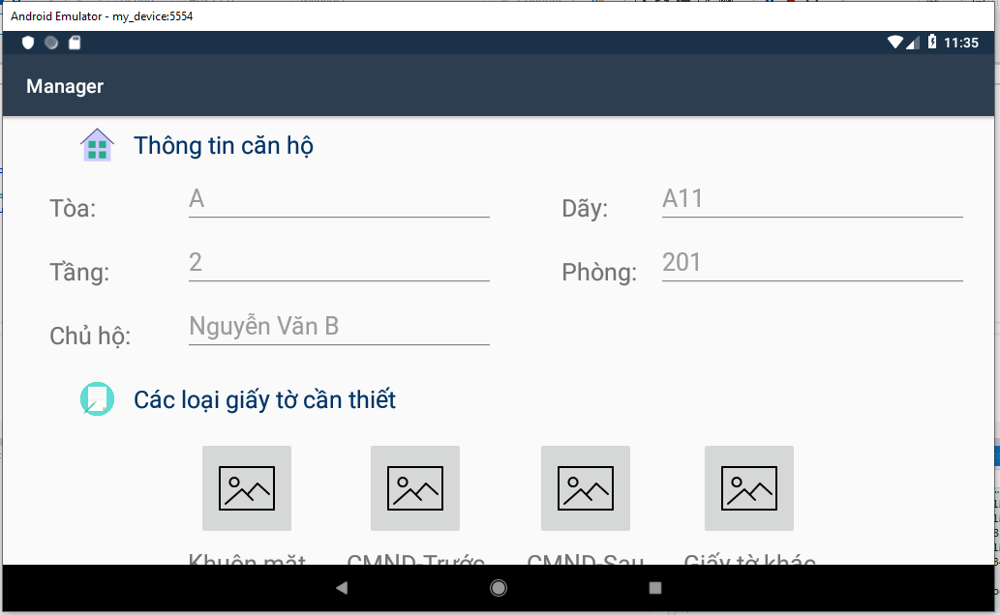 Android Emulator - my_device:5554
11:35
Manager
Thông tin căn hộ
Tòa: A Dãy: A11
Tầng: 2 Phòng: 201
Chủ hộ: Nguyễn Văn B
Các loại giấy tờ cần thiết
Khuôn mặt CMND-Trước CMND-Sau Giấy tờ khác